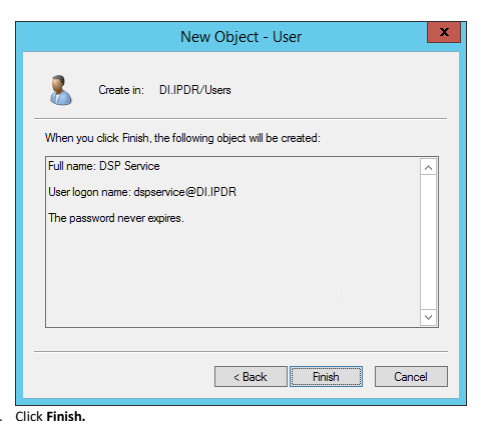 New Object - User
x
Create in: DI.IPDR/Users
When you click Finish, the following object will be created:
Full name: DSP Service
User logon name: dspservice@DI.IPDR
The password never expires.
< Back Finish Cancel
. Click Finish.